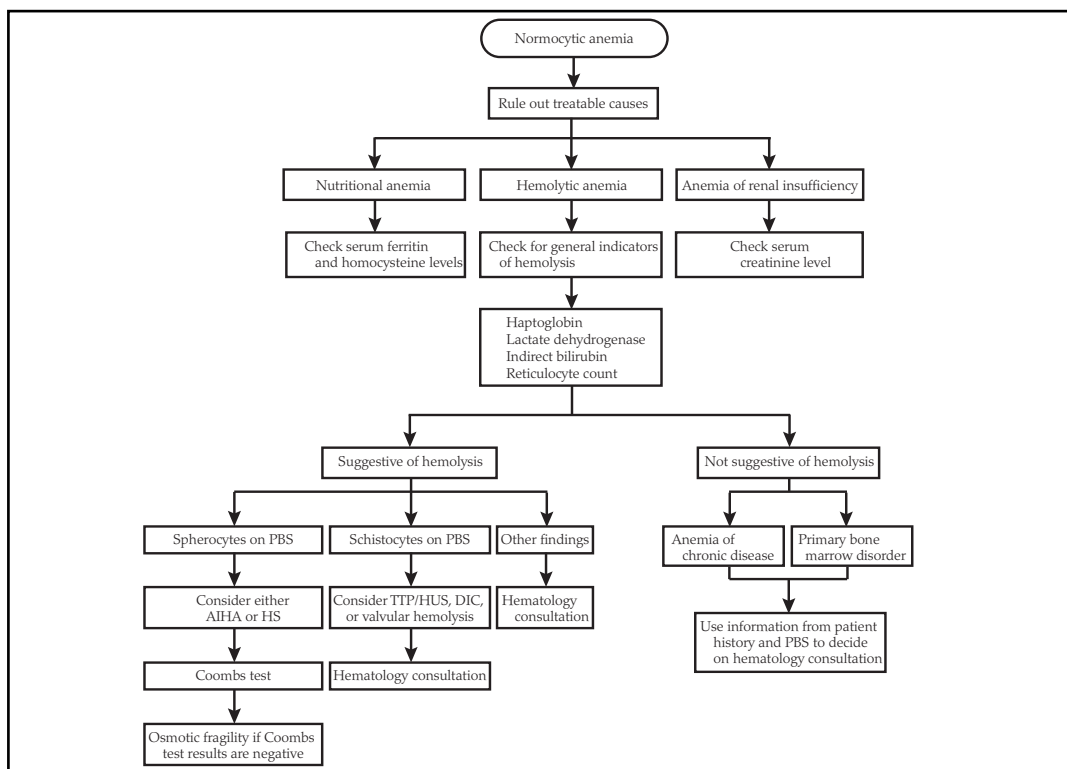 Normocytic anemia
Rule out treatable causes
Nutritional anemia
Hemolytic anemia
Anemia of renal insufficiency
Check serum ferritin
and homocysteine levels
Check for general indicators
of hemolysis
Check serum
creatinine level
Haptoglobin
Lactate dehydrogenase
Indirect bilirubin
Reticulocyte count
Suggestive of hemolysis
Not suggestive of hemolysis
Spherocytes on PBS
Schistocytes on PBS
Other findings
Anemia of
chronic disease
Primary bone
marrow disorder
Consider either
AIHA or HS
Consider TTP/HUS, DIC,
or valvular hemolysis
Hematology
consultation
Use information from patient
history and PBS to decide
on hematology consultation
Coombs test
Hematology consultation
Osmotic fragility if Coombs
test results are negative